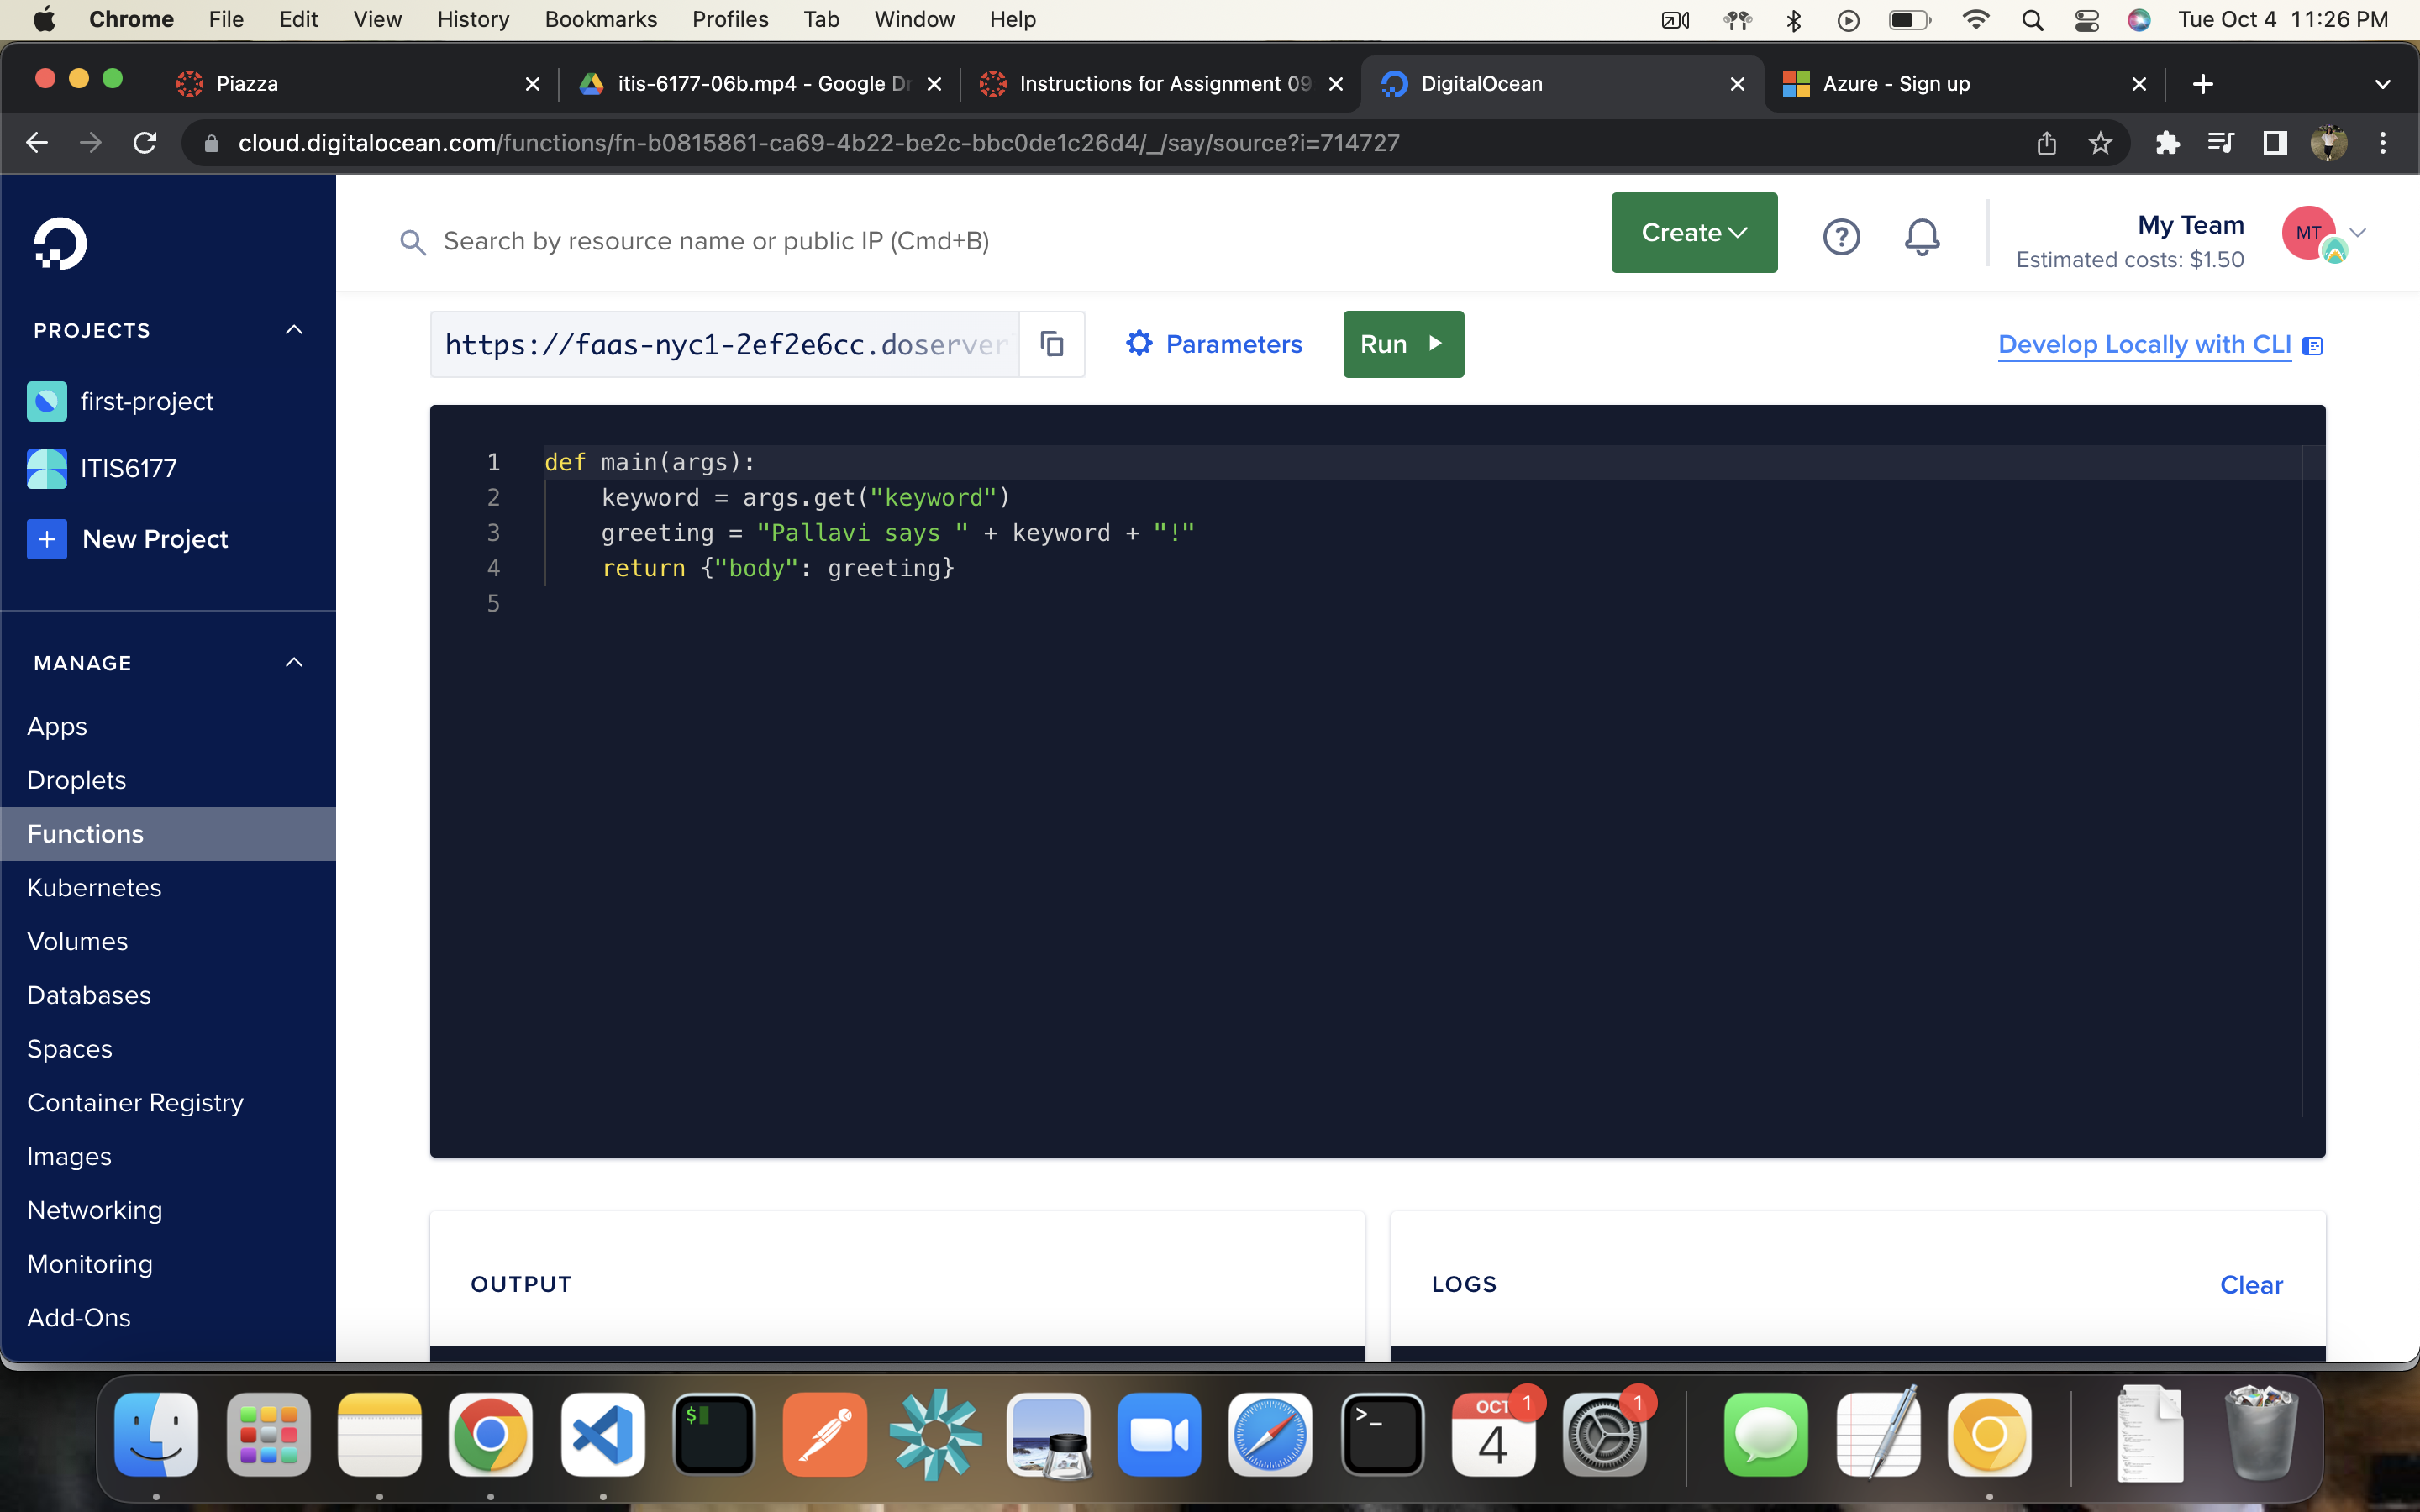 Chrome File Edit View History Bookmarks Profiles Tab Window Help Tue Oct 4 11:26 PM
Piazza itis-6177-06b.mp4 - Google Dr Instructions for Assignment 09 DigitalOcean Azure - Sign up
cloud.digitalocean.com/functions/fn-b0815861-ca69-4b22-be2c-bbc0de1c26d4/_/say/source?i=714727
Search by resource name or public IP (Cmd+B)
Create
My Team
Estimated costs: $1.50
MT
PROJECTS
first-project
ITIS6177
New Project
MANAGE
Apps
Droplets
Functions
Kubernetes
Volumes
Databases
Spaces
Container Registry
Images
Networking
Monitoring
Add-Ons
https://faas-nyc1-2ef2e6cc.doserver
Parameters
Run
Develop Locally with CLI
1 def main(args):
2 keyword = args.get("keyword")
3 greeting = "Pallavi says " + keyword + "!"
4 return {"body": greeting}
5
OUTPUT
LOGS
Clear
$
>_
OCT
4
1
1